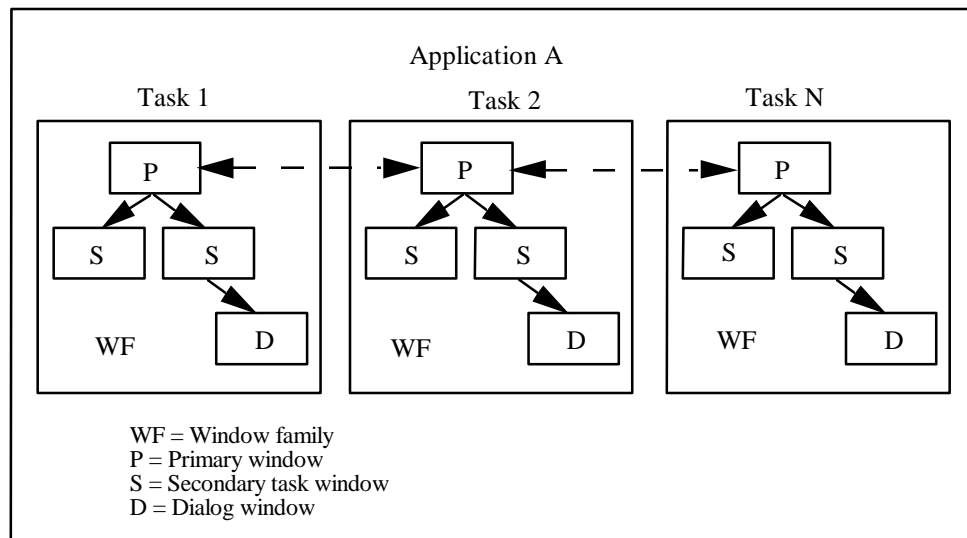 Application A
Task 1 Task 2 Task N
P P P
S S S S S S
D D D
WF WF WF
WF = Window family
P = Primary window
S = Secondary task window
D = Dialog window